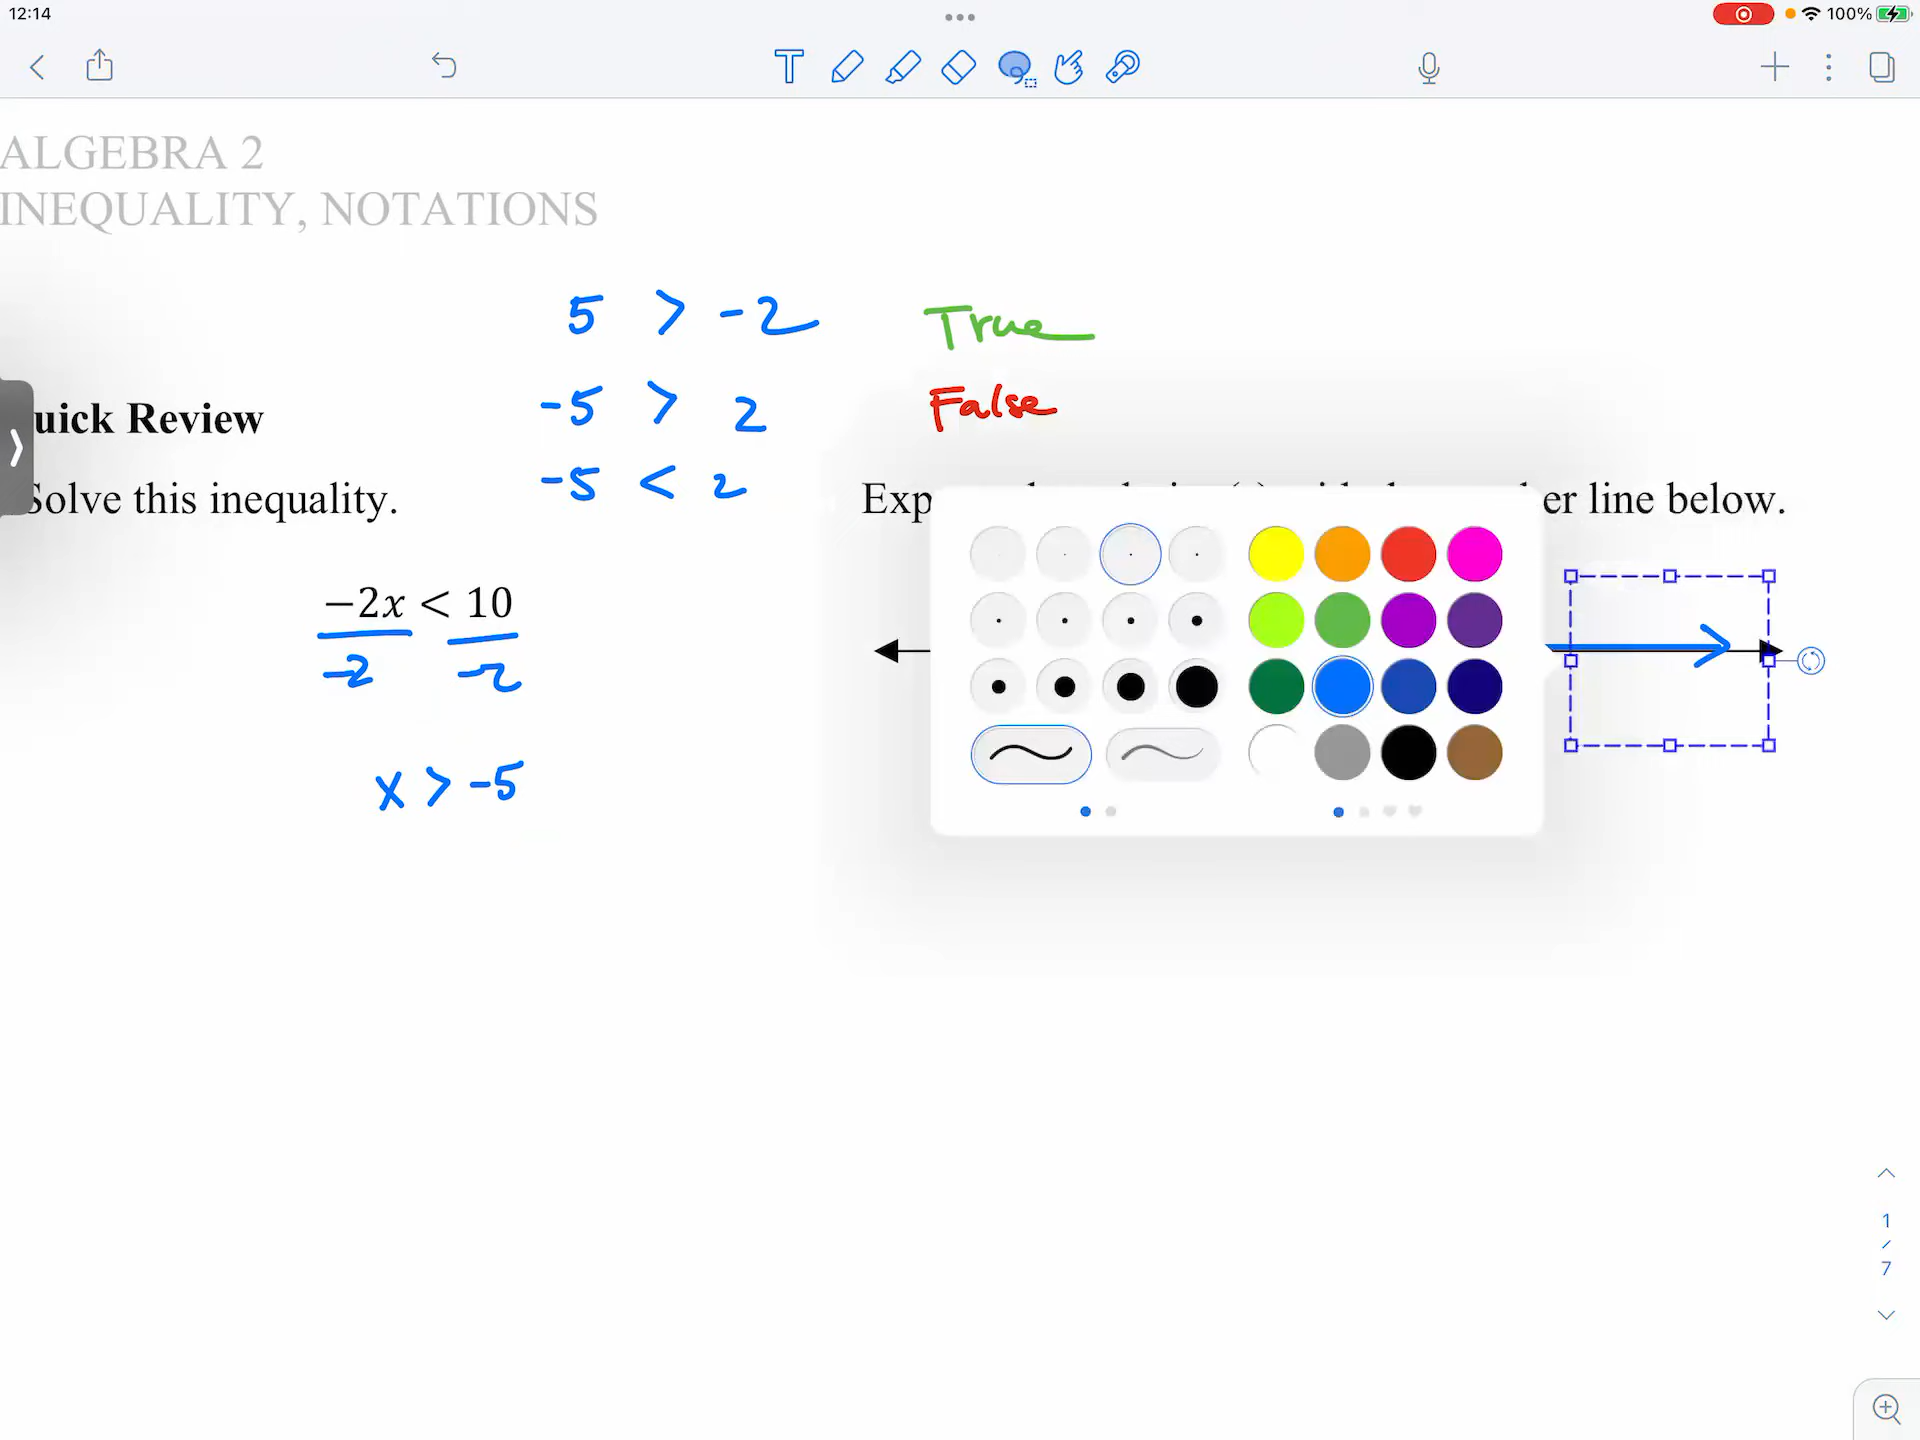 12:14
100%
ALGEBRA 2
INEQUALITY, NOTATIONS
5 > -2 True
-5 > 2 False
uick Review
-5 < 2
Solve this inequality.
er line below.
−2x < 10
-2 -2
x > -5
1
/
7